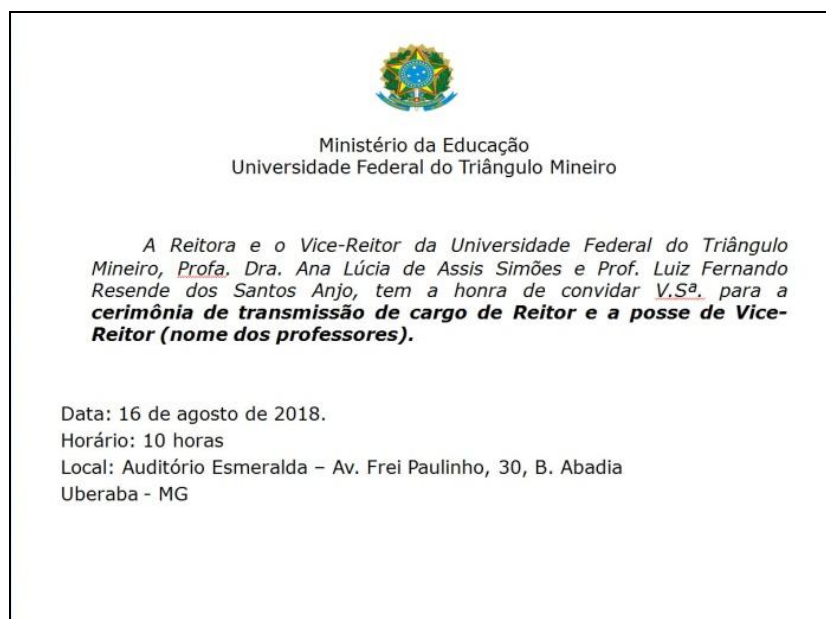 Ministério da Educação
Universidade Federal do Triângulo Mineiro
A Reitora e o Vice-Reitor da Universidade Federal do Triângulo
Mineiro, Profa. Dra. Ana Lúcia de Assis Simões e Prof. Luiz Fernando
Resende dos Santos Anjo, tem a honra de convidar V.Sª. para a
cerimônia de transmissão de cargo de Reitor e a posse de Vice-
Reitor (nome dos professores).
Data: 16 de agosto de 2018.
Horário: 10 horas
Local: Auditório Esmeralda – Av. Frei Paulinho, 30, B. Abadia
Uberaba - MG